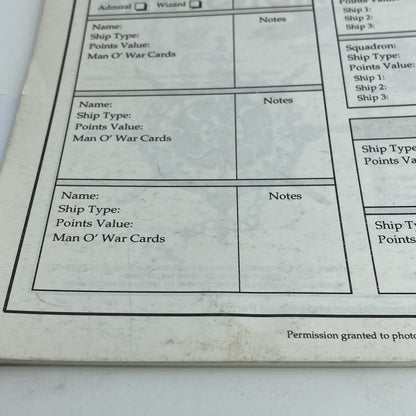 Admiral Wizard
Name: Notes
Ship Type:
Points Value:
Man O' War Cards
Name: Notes
Ship Type:
Points Value:
Man O' War Cards
Name: Notes
Ship Type:
Points Value:
Man O' War Cards
Points Value:
Ship 1:
Ship 2:
Ship 3:
Squadron:
Ship Type:
Points Value:
Ship 1:
Ship 2:
Ship 3:
Ship Type
Points Va
Ship T
Points
Permission granted to photo